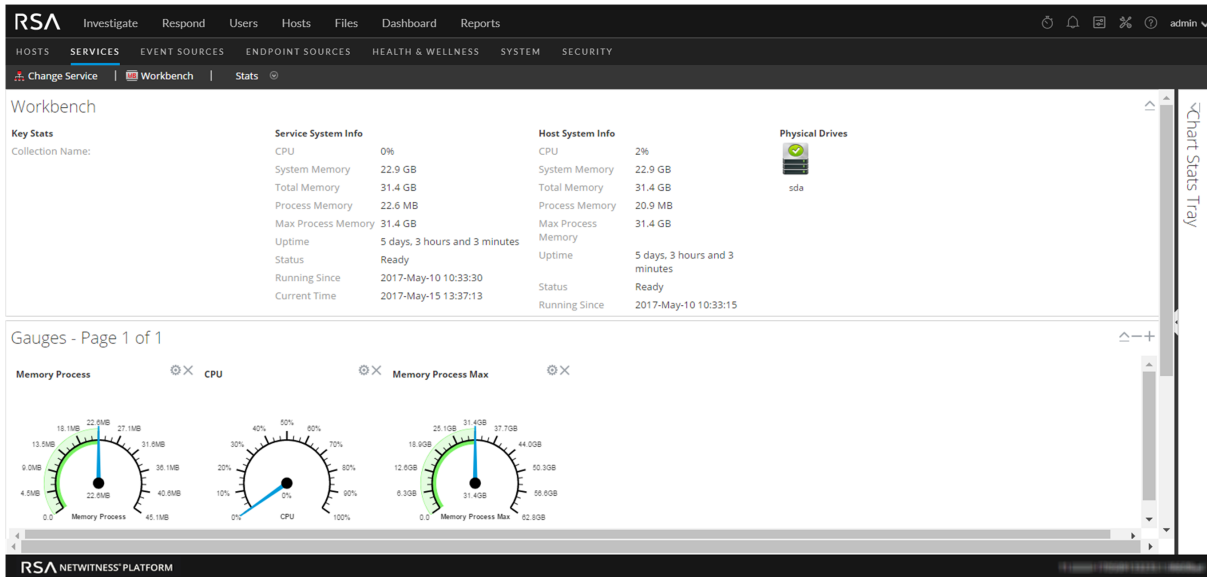 RSA Investigate Respond Users Hosts Files Dashboard Reports admin
HOSTS SERVICES EVENT SOURCES ENDPOINT SOURCES HEALTH & WELLNESS SYSTEM SECURITY
Change Service | MB Workbench | Stats
Workbench
Key Stats
Collection Name:
Service System Info
CPU 0%
System Memory 22.9 GB
Total Memory 31.4 GB
Process Memory 22.6 MB
Max Process Memory 31.4 GB
Uptime 5 days, 3 hours and 3 minutes
Status Ready
Running Since 2017-May-10 10:33:30
Current Time 2017-May-15 13:37:13
Host System Info
CPU 2%
System Memory 22.9 GB
Total Memory 31.4 GB
Process Memory 20.9 MB
Max Process 31.4 GB
Memory
Uptime 5 days, 3 hours and 3
minutes
Status Ready
Running Since 2017-May-10 10:33:15
Physical Drives
sda
Chart Stats Tray
Gauges - Page 1 of 1
Memory Process
0.0
4.5MB
9.0MB
13.5MB
18.1MB
22.6MB
27.1MB
31.6MB
36.1MB
40.6MB
45.1MB
22.6MB
Memory Process
CPU
0%
10%
20%
30%
40%
50%
60%
70%
80%
90%
100%
0%
CPU
Memory Process Max
0.0
6.3GB
12.6GB
18.9GB
25.1GB
31.4GB
37.7GB
44.0GB
50.3GB
56.6GB
62.8GB
31.4GB
Memory Process Max
RSA NETWITNESS® PLATFORM